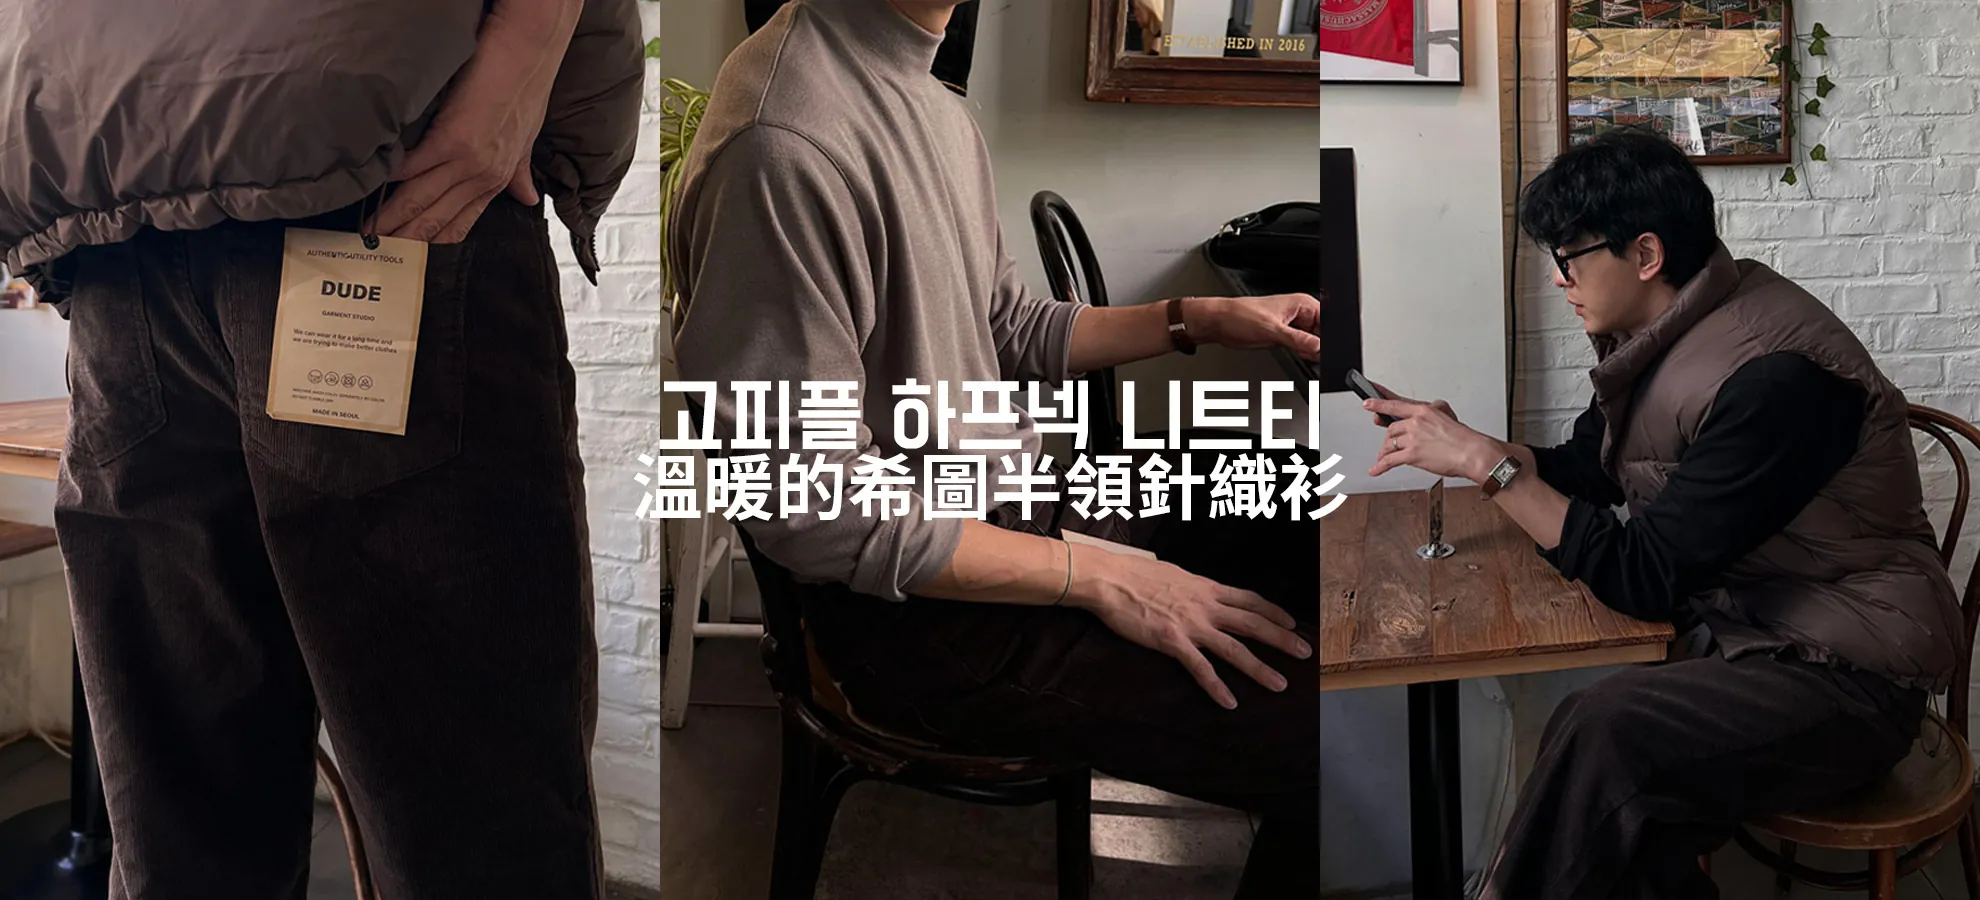 AUTHENTIC UTILITY TOOLS
DUDE
GARMENT STUDIO
We can wear it for a long time and
we are trying to make better clothes
MADE IN SEOUL
ESTABLISHED IN 2016
MASSACHUS
고피플 하프넥 니트티
溫暖的希圖半領針織衫